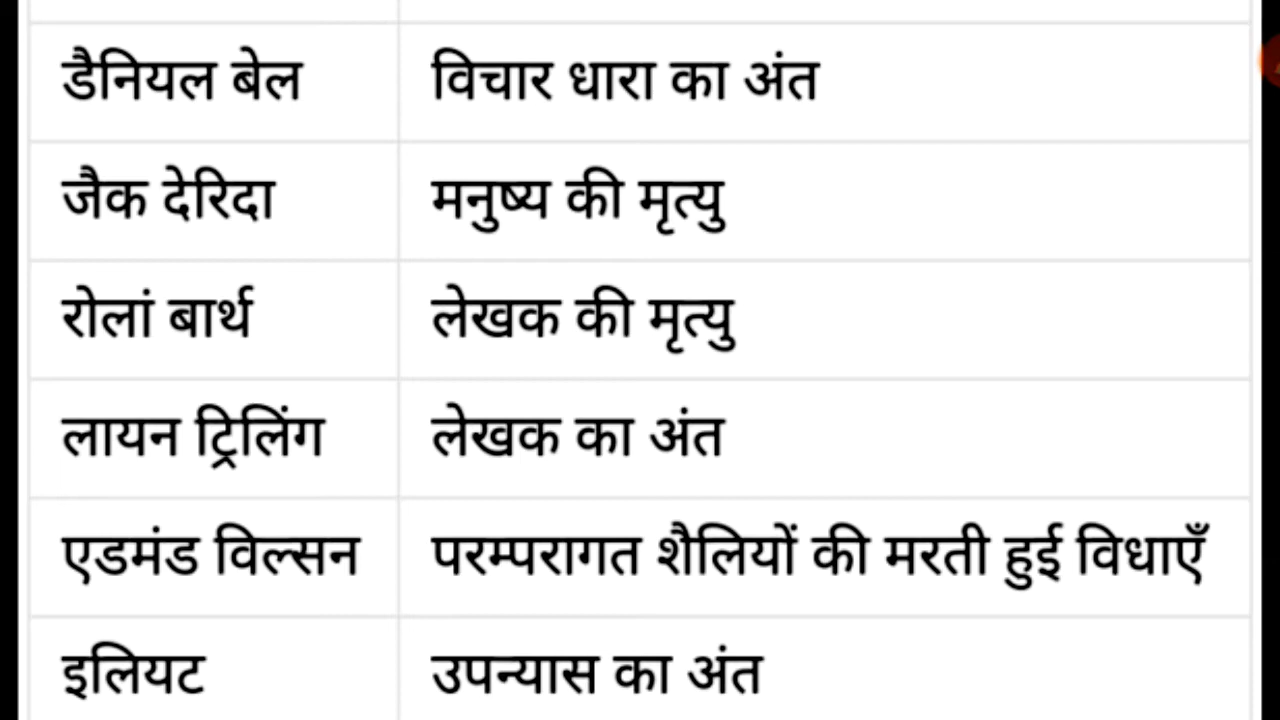 डैनियल बेल विचार धारा का अंत
जैक देरिदा मनुष्य की मृत्यु
रोलां बार्थ लेखक की मृत्यु
लायन ट्रिलिंग लेखक का अंत
एडमंड विल्सन परम्परागत शैलियों की मरती हुई विधाएँ
इलियट उपन्यास का अंत